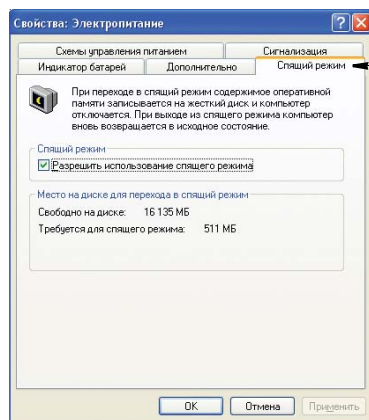 Свойства: Электропитание
Схемы управления питанием
Сигнализация
Индикатор батарей
Дополнительно
Спящий режим
При переходе в спящий режим содержимое оперативной
памяти записывается на жесткий диск и компьютер
отключается. При выходе из спящего режима компьютер
вновь возвращается в исходное состояние.
Спящий режим
Разрешить использование спящего режима
Место на диске для перехода в спящий режим
Свободно на диске: 16 135 МБ
Требуется для спящего режима: 511 МБ
OK
Отмена
Применить